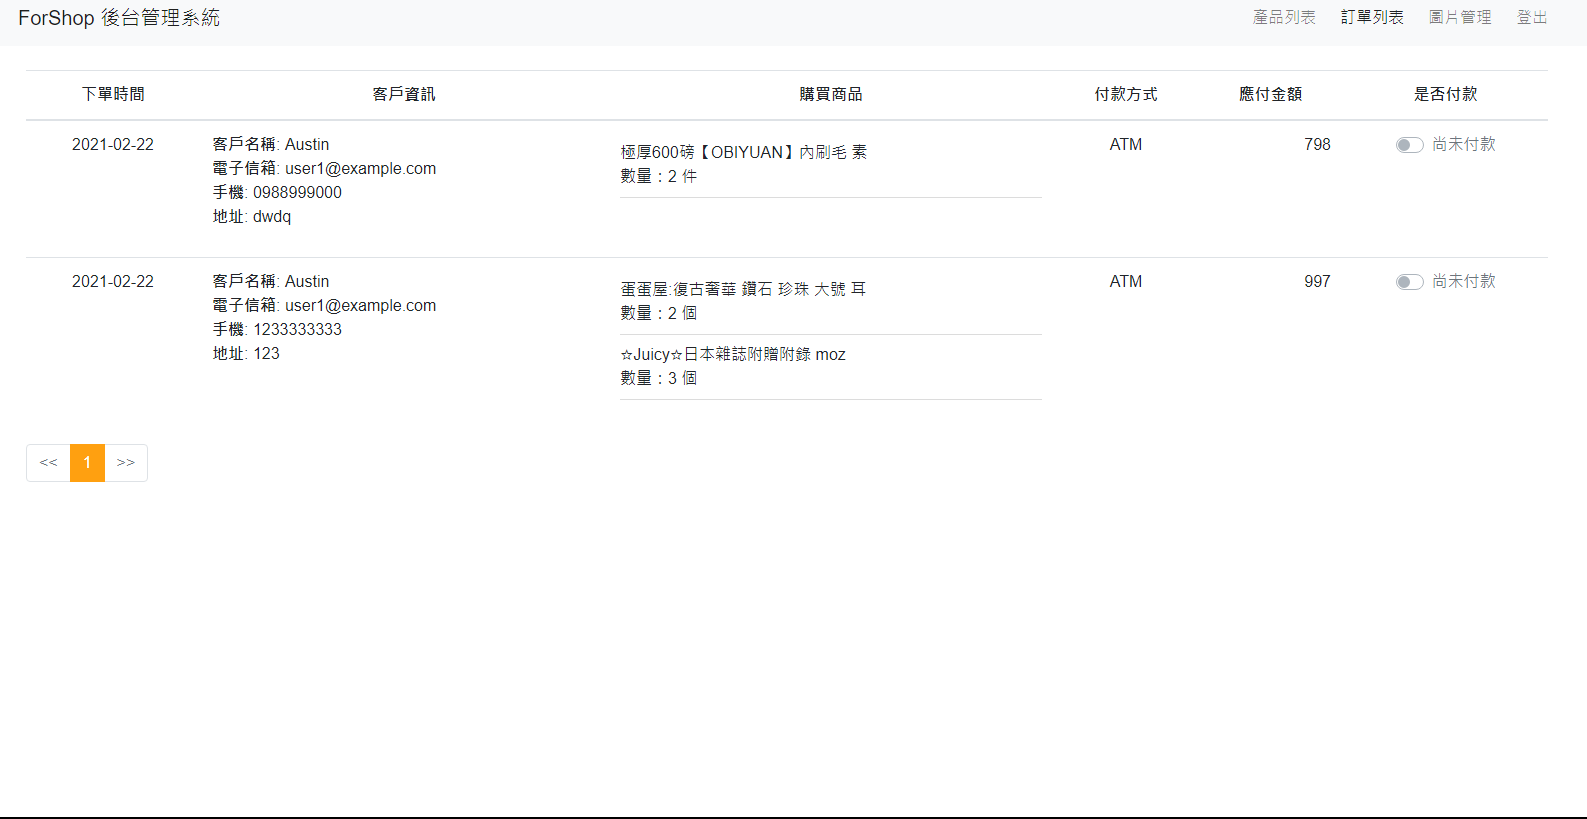 ForShop 後台管理系統
產品列表 訂單列表 圖片管理 登出
下單時間 客戶資訊 購買商品 付款方式 應付金額 是否付款
2021-02-22
客戶名稱: Austin
電子信箱: user1@example.com
手機: 0988999000
地址: dwdq
極厚600磅【OBIYUAN】內刷毛 素
數量：2 件
ATM
798
尚未付款
2021-02-22
客戶名稱: Austin
電子信箱: user1@example.com
手機: 1233333333
地址: 123
蛋蛋屋:復古奢華 鑽石 珍珠 大號 耳
數量：2 個
☆Juicy☆日本雜誌附贈附錄 moz
數量：3 個
ATM
997
尚未付款
<< 1 >>